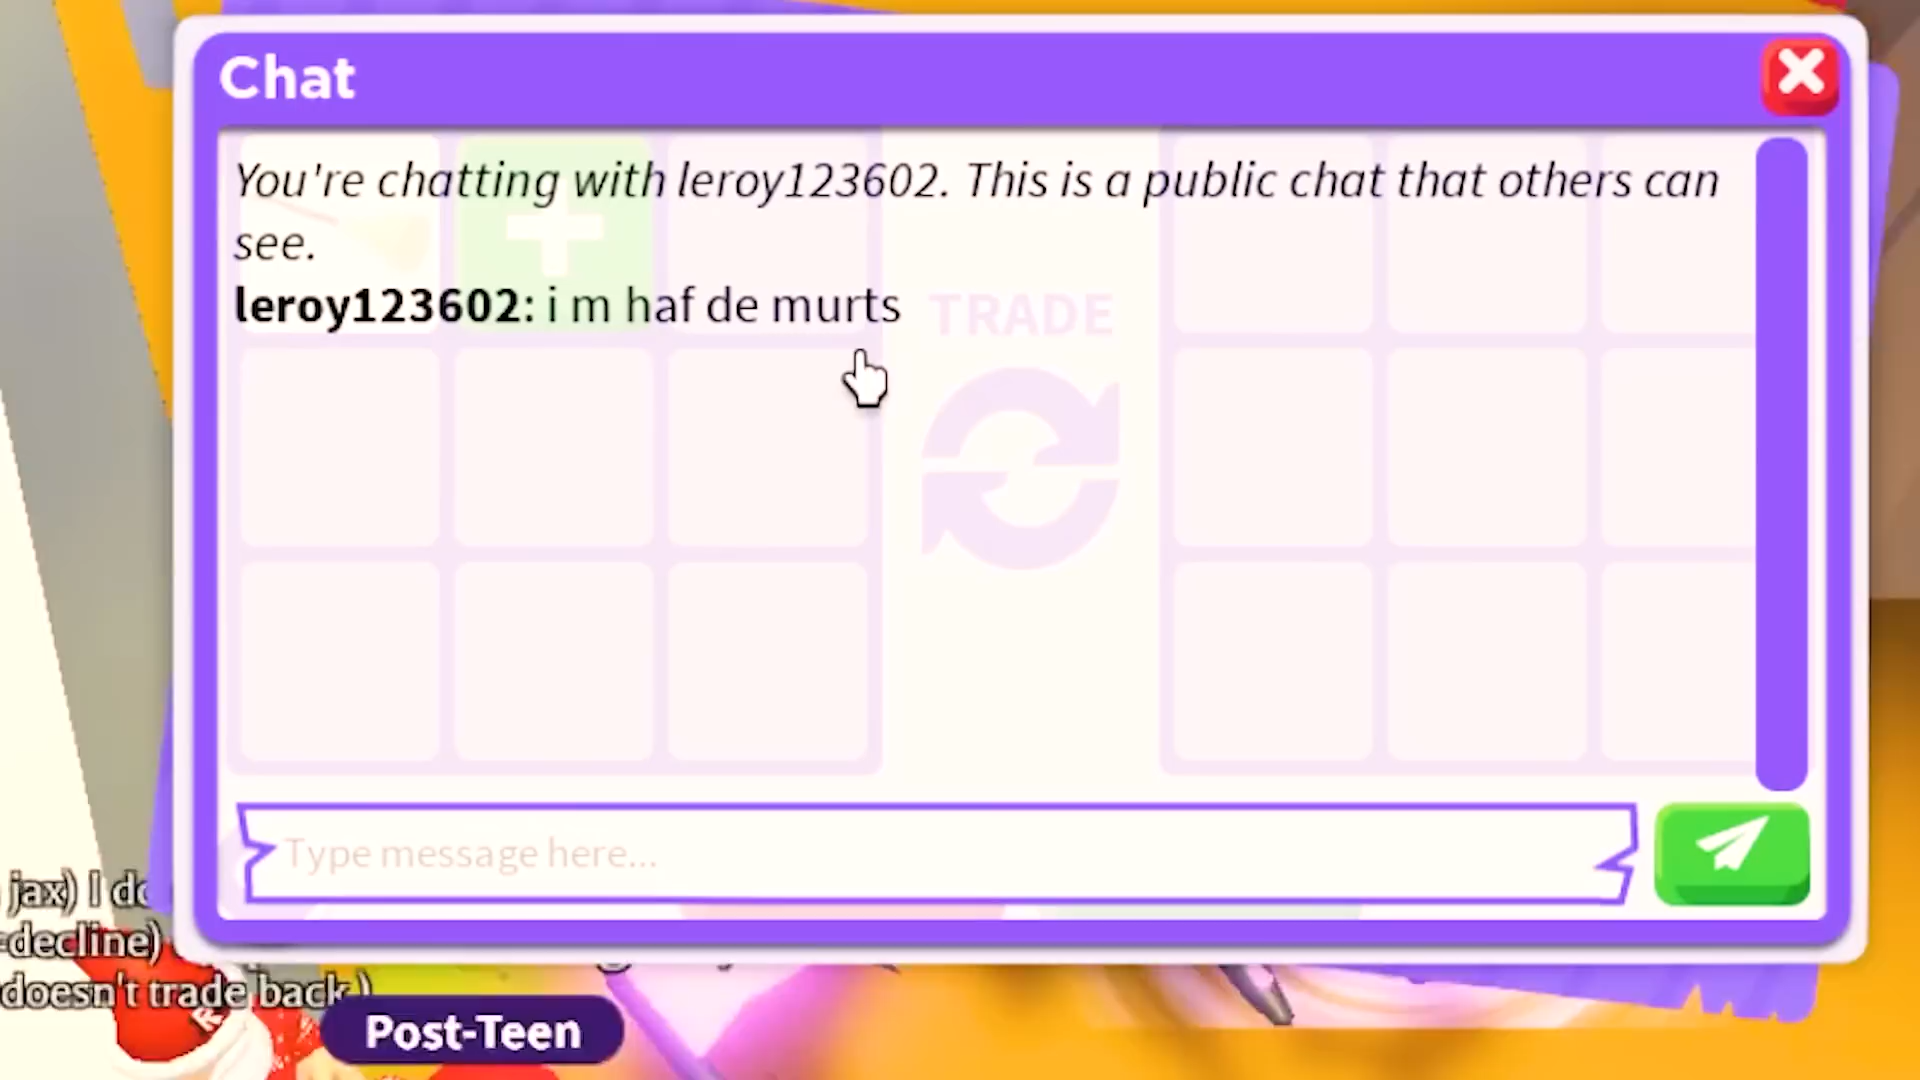 Chat
You're chatting with leroy123602. This is a public chat that others can
see.
leroy123602: i m haf de murts
TRADE
Type message here...
jax) I do
decline)
doesn't trade back )
Post-Teen